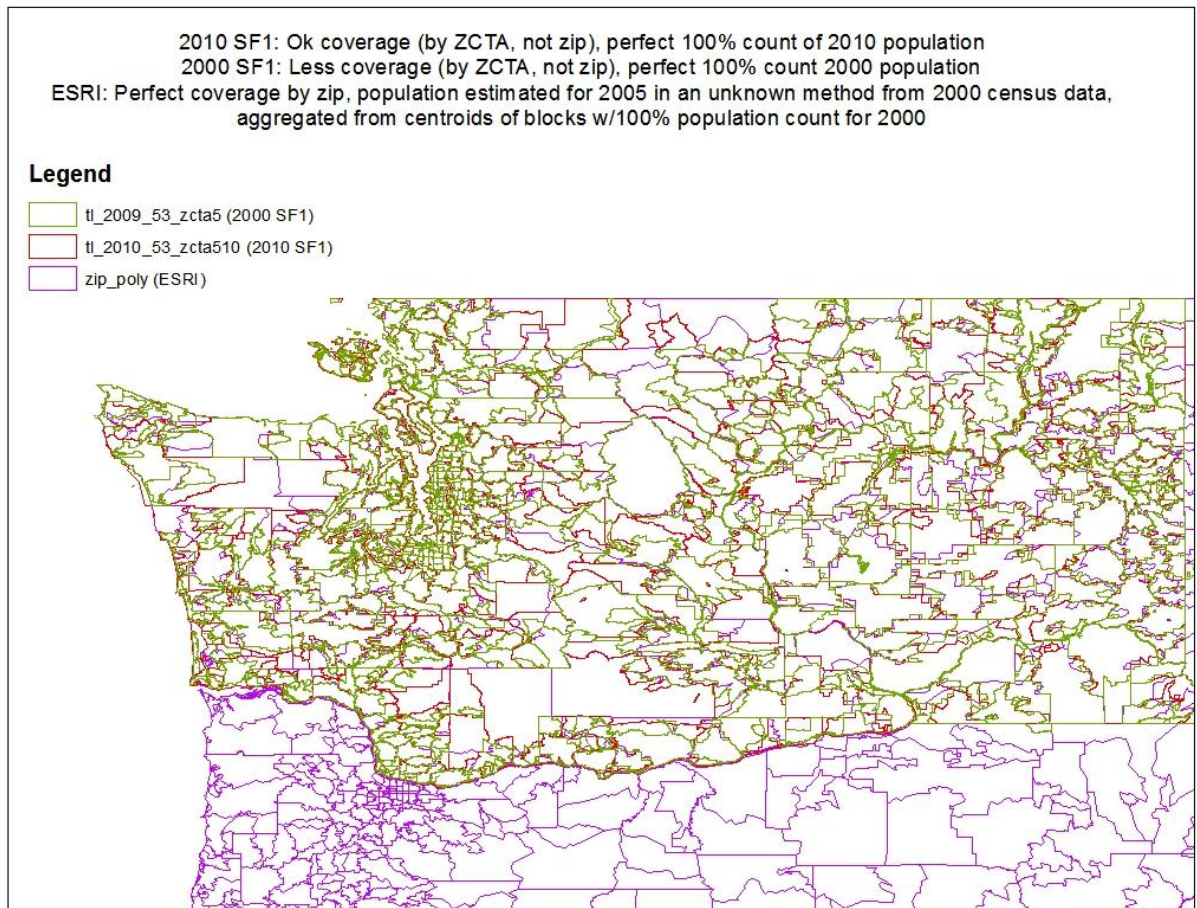 2010 SF1: Ok coverage (by ZCTA, not zip), perfect 100% count of 2010 population
2000 SF1: Less coverage (by ZCTA, not zip), perfect 100% count 2000 population
ESRI: Perfect coverage by zip, population estimated for 2005 in an unknown method from 2000 census data,
aggregated from centroids of blocks w/100% population count for 2000
Legend
tl_2009_53_zcta5 (2000 SF1)
tl_2010_53_zcta510 (2010 SF1)
zip_poly (ESRI)